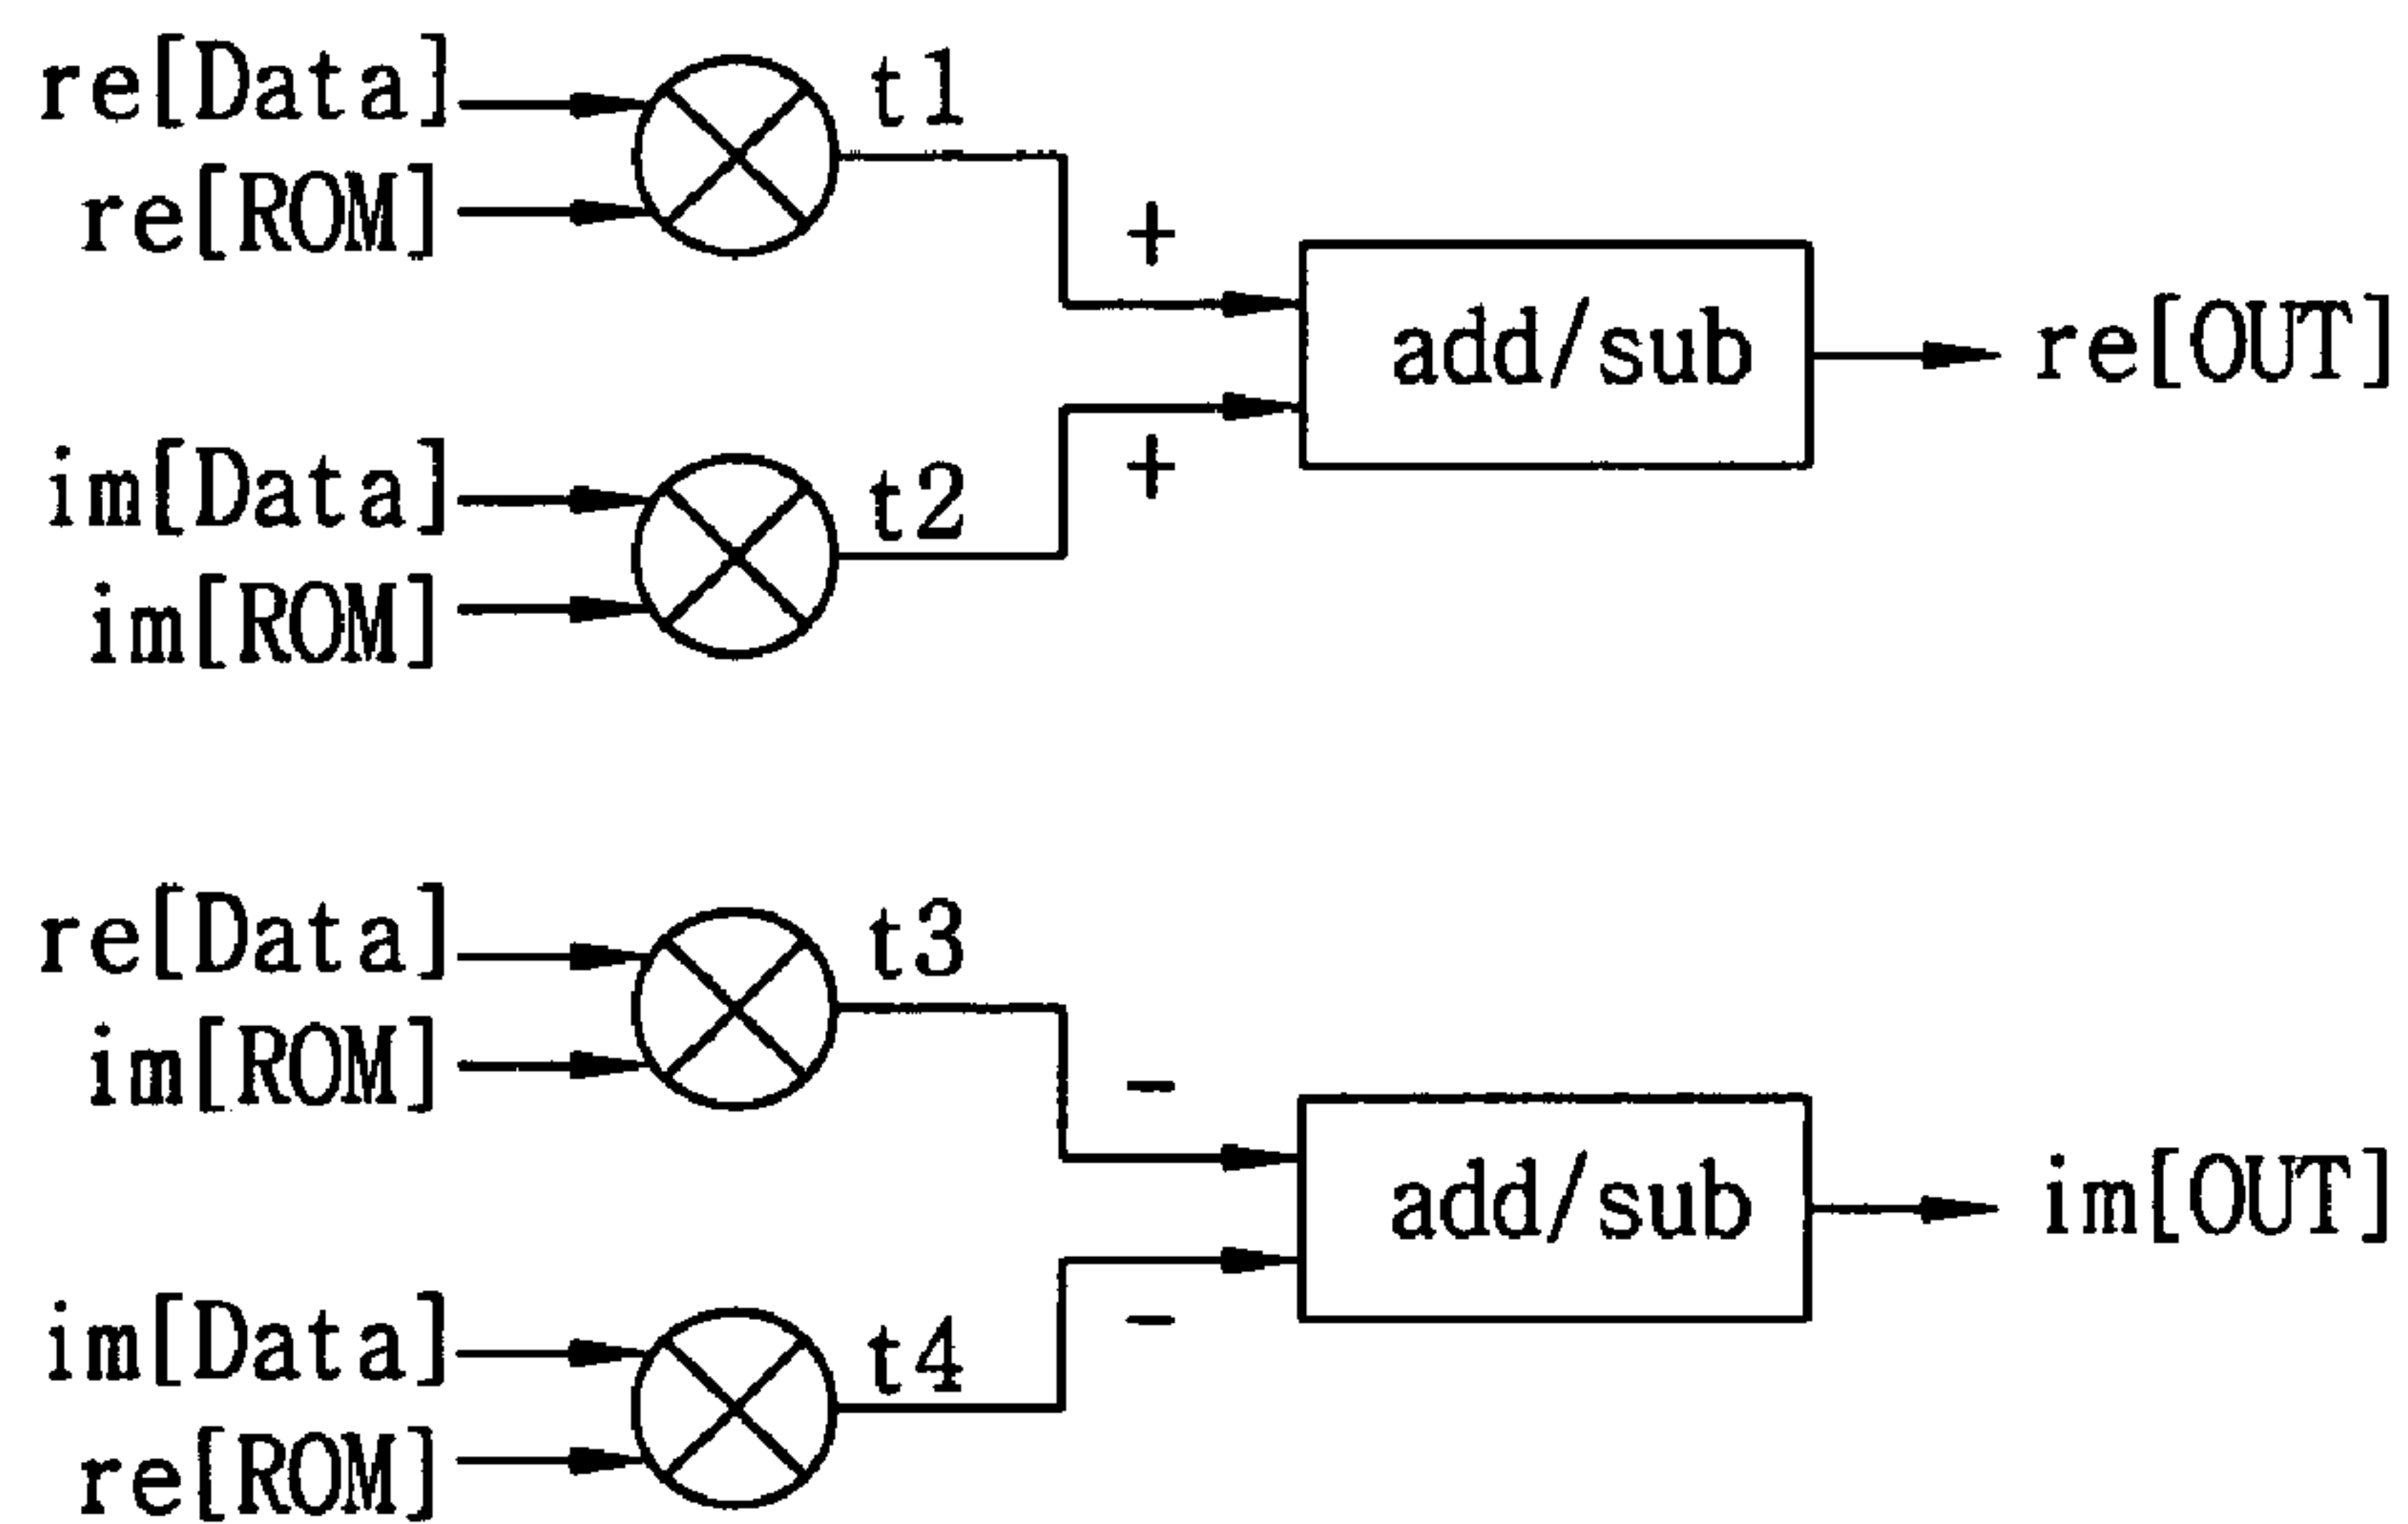 re[Data]
t1
re[ROM]
+
add/sub
re[OUT]
im[Data]
t2
+
im[ROM]
re[Data]
t3
im[ROM]
-
add/sub
im[OUT]
im[Data]
t4
-
re[ROM]